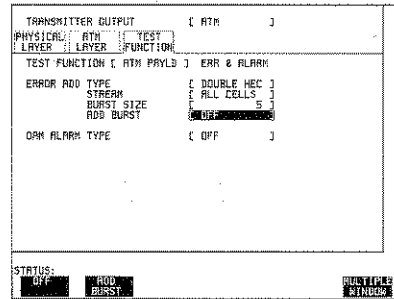 TRANSMITTER OUTPUT [ ATM ]
PHYSICAL LAYER ATM LAYER TEST FUNCTION
TEST FUNCTION [ ATM PAYLD ] ERR & ALARM
ERROR ADD TYPE [ DOUBLE HEC ]
STREAM [ ALL CELLS ]
BURST SIZE [ 5 ]
ADD BURST [ OFF ]
OAM ALARM TYPE [ OFF ]
STATUS:
OFF ADD BURST MULTIPLE WINDOW